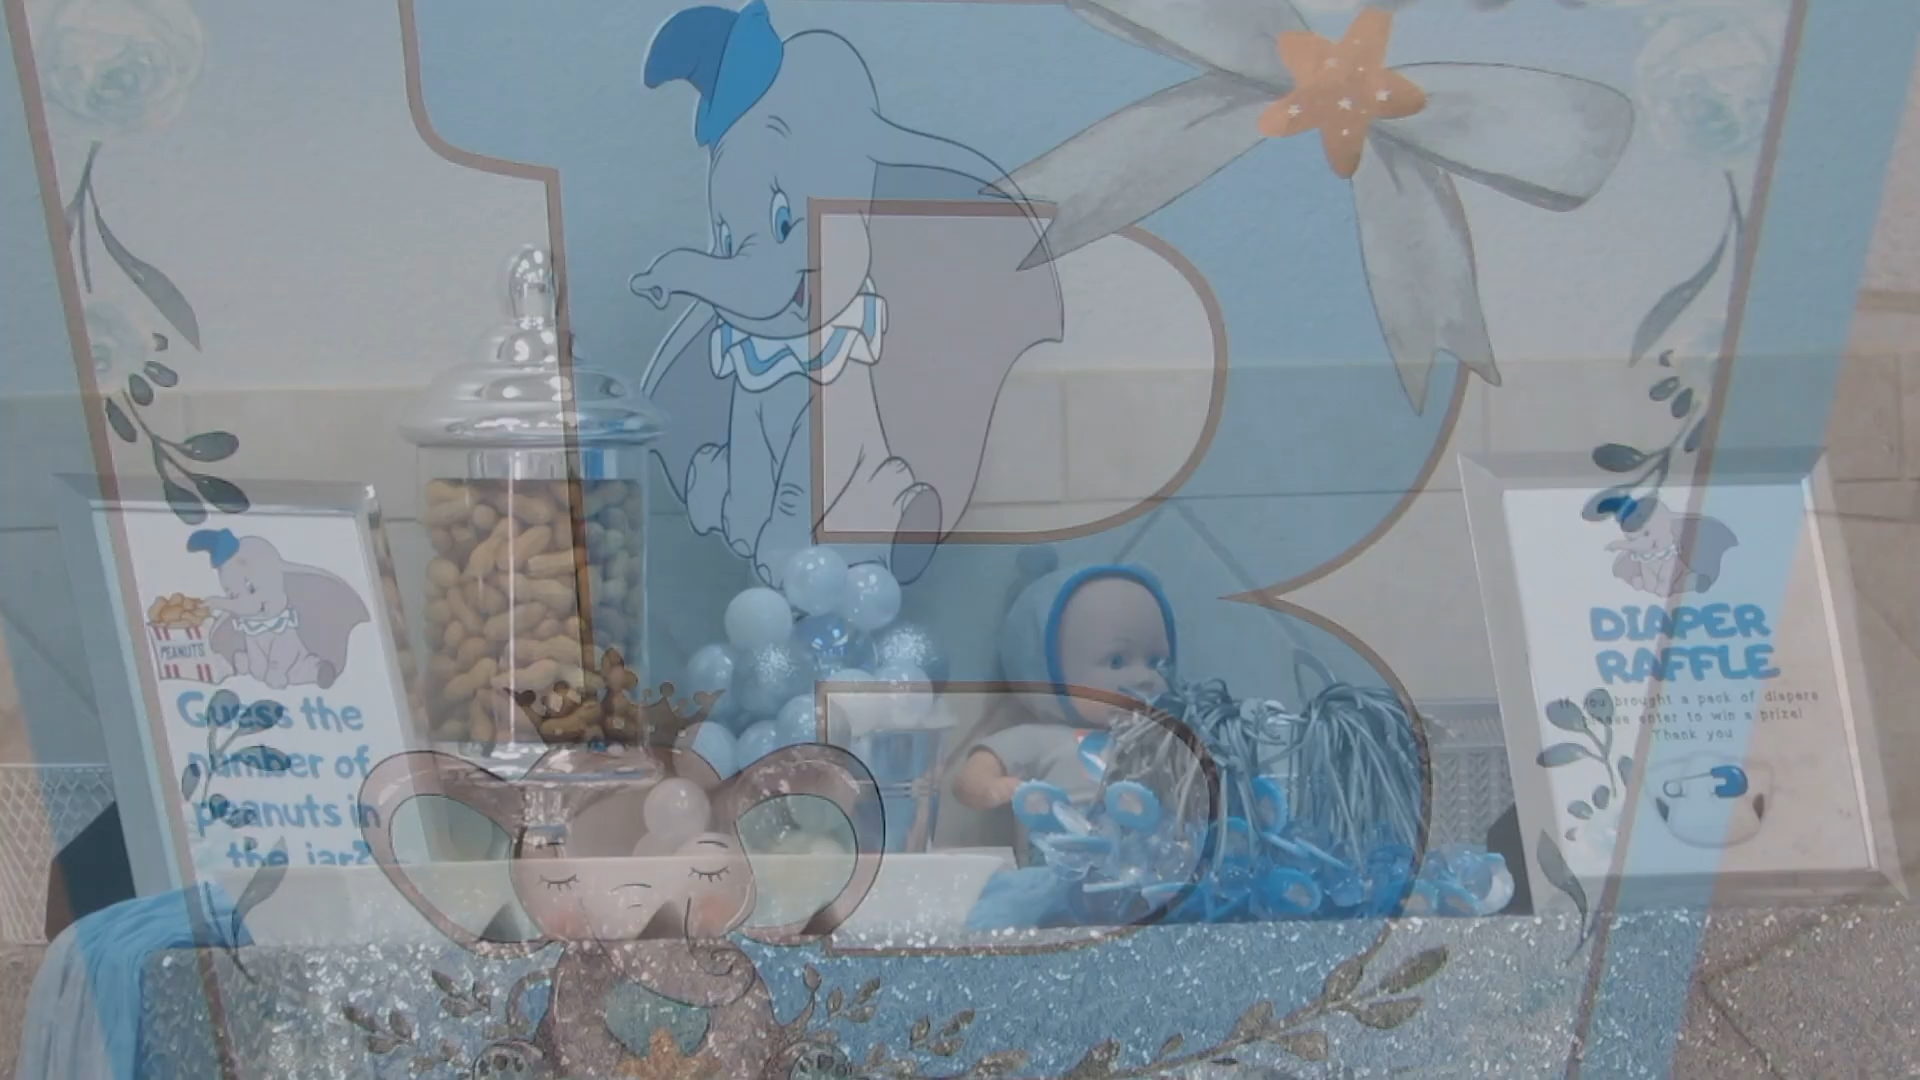 B
PEANUTS
Guess the
number of
peanuts in
the jar?
DIAPER
RAFFLE
If you brought a pack of diapers
please enter to win a prize!
Thank you